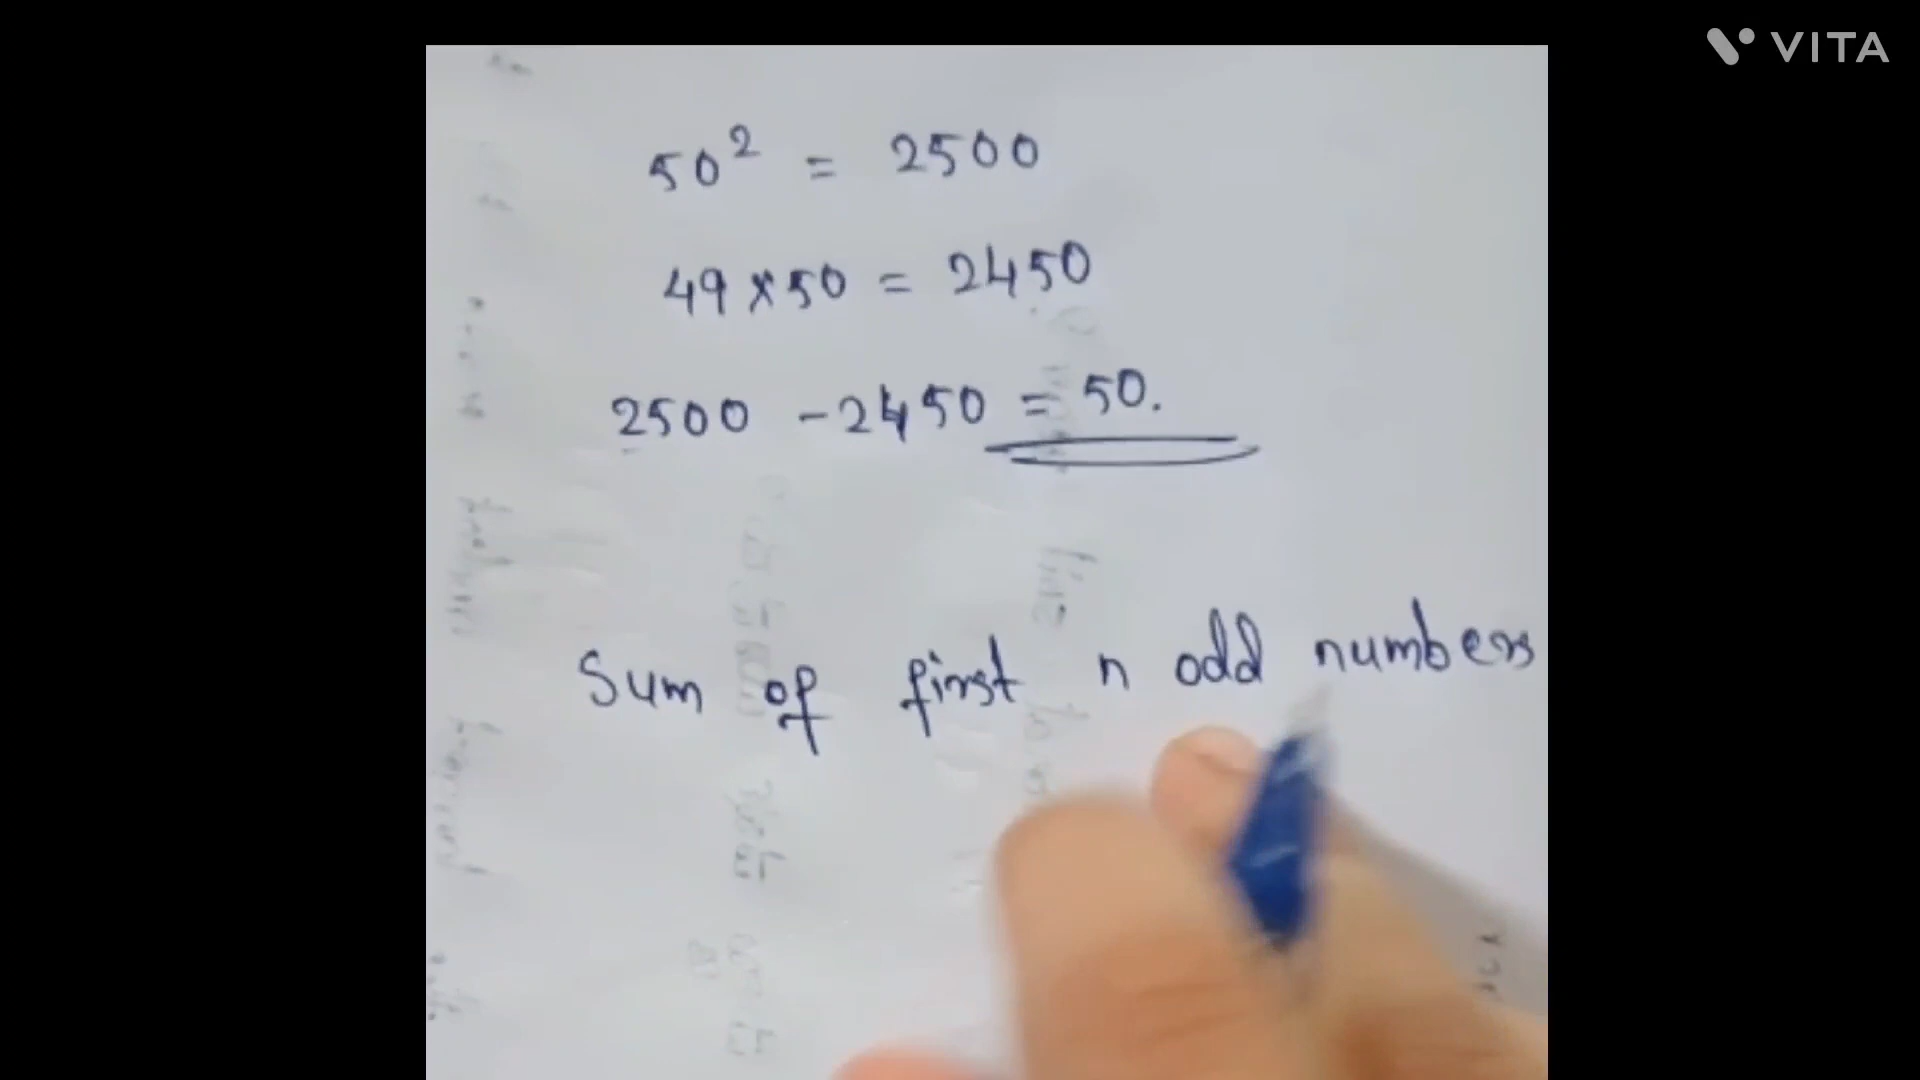 VITA
50² = 2500
49 × 50 = 2450
2500 - 2450 = 50.
Sum of first n odd numbers